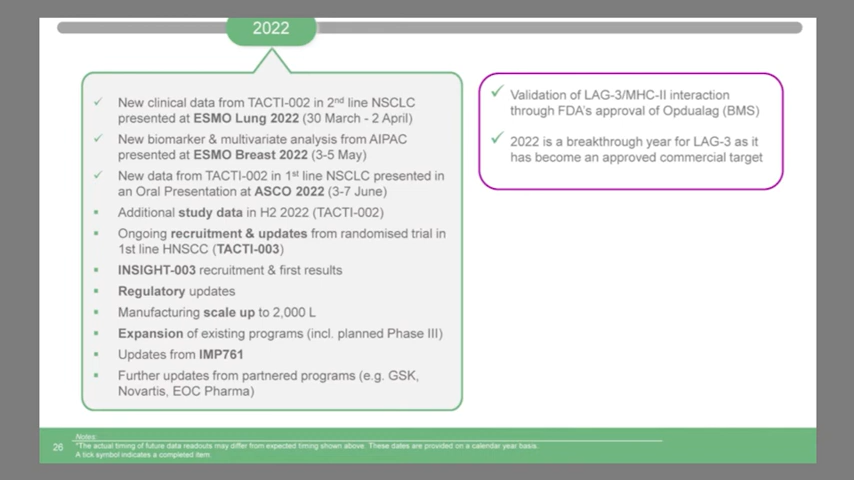 2022
✓ New clinical data from TACTI-002 in 2nd line NSCLC
presented at ESMO Lung 2022 (30 March - 2 April)
✓ New biomarker & multivariate analysis from AIPAC
presented at ESMO Breast 2022 (3-5 May)
✓ New data from TACTI-002 in 1st line NSCLC presented in
an Oral Presentation at ASCO 2022 (3-7 June)
▪ Additional study data in H2 2022 (TACTI-002)
▪ Ongoing recruitment & updates from randomised trial in
1st line HNSCC (TACTI-003)
▪ INSIGHT-003 recruitment & first results
▪ Regulatory updates
▪ Manufacturing scale up to 2,000 L
▪ Expansion of existing programs (incl. planned Phase III)
▪ Updates from IMP761
▪ Further updates from partnered programs (e.g. GSK,
Novartis, EOC Pharma)
✓ Validation of LAG-3/MHC-II interaction
through FDA's approval of Opdualag (BMS)
✓ 2022 is a breakthrough year for LAG-3 as it
has become an approved commercial target
26
Notes:
*The actual timing of future data readouts may differ from expected timing shown above. These dates are provided on a calendar year basis.
A tick symbol indicates a completed item